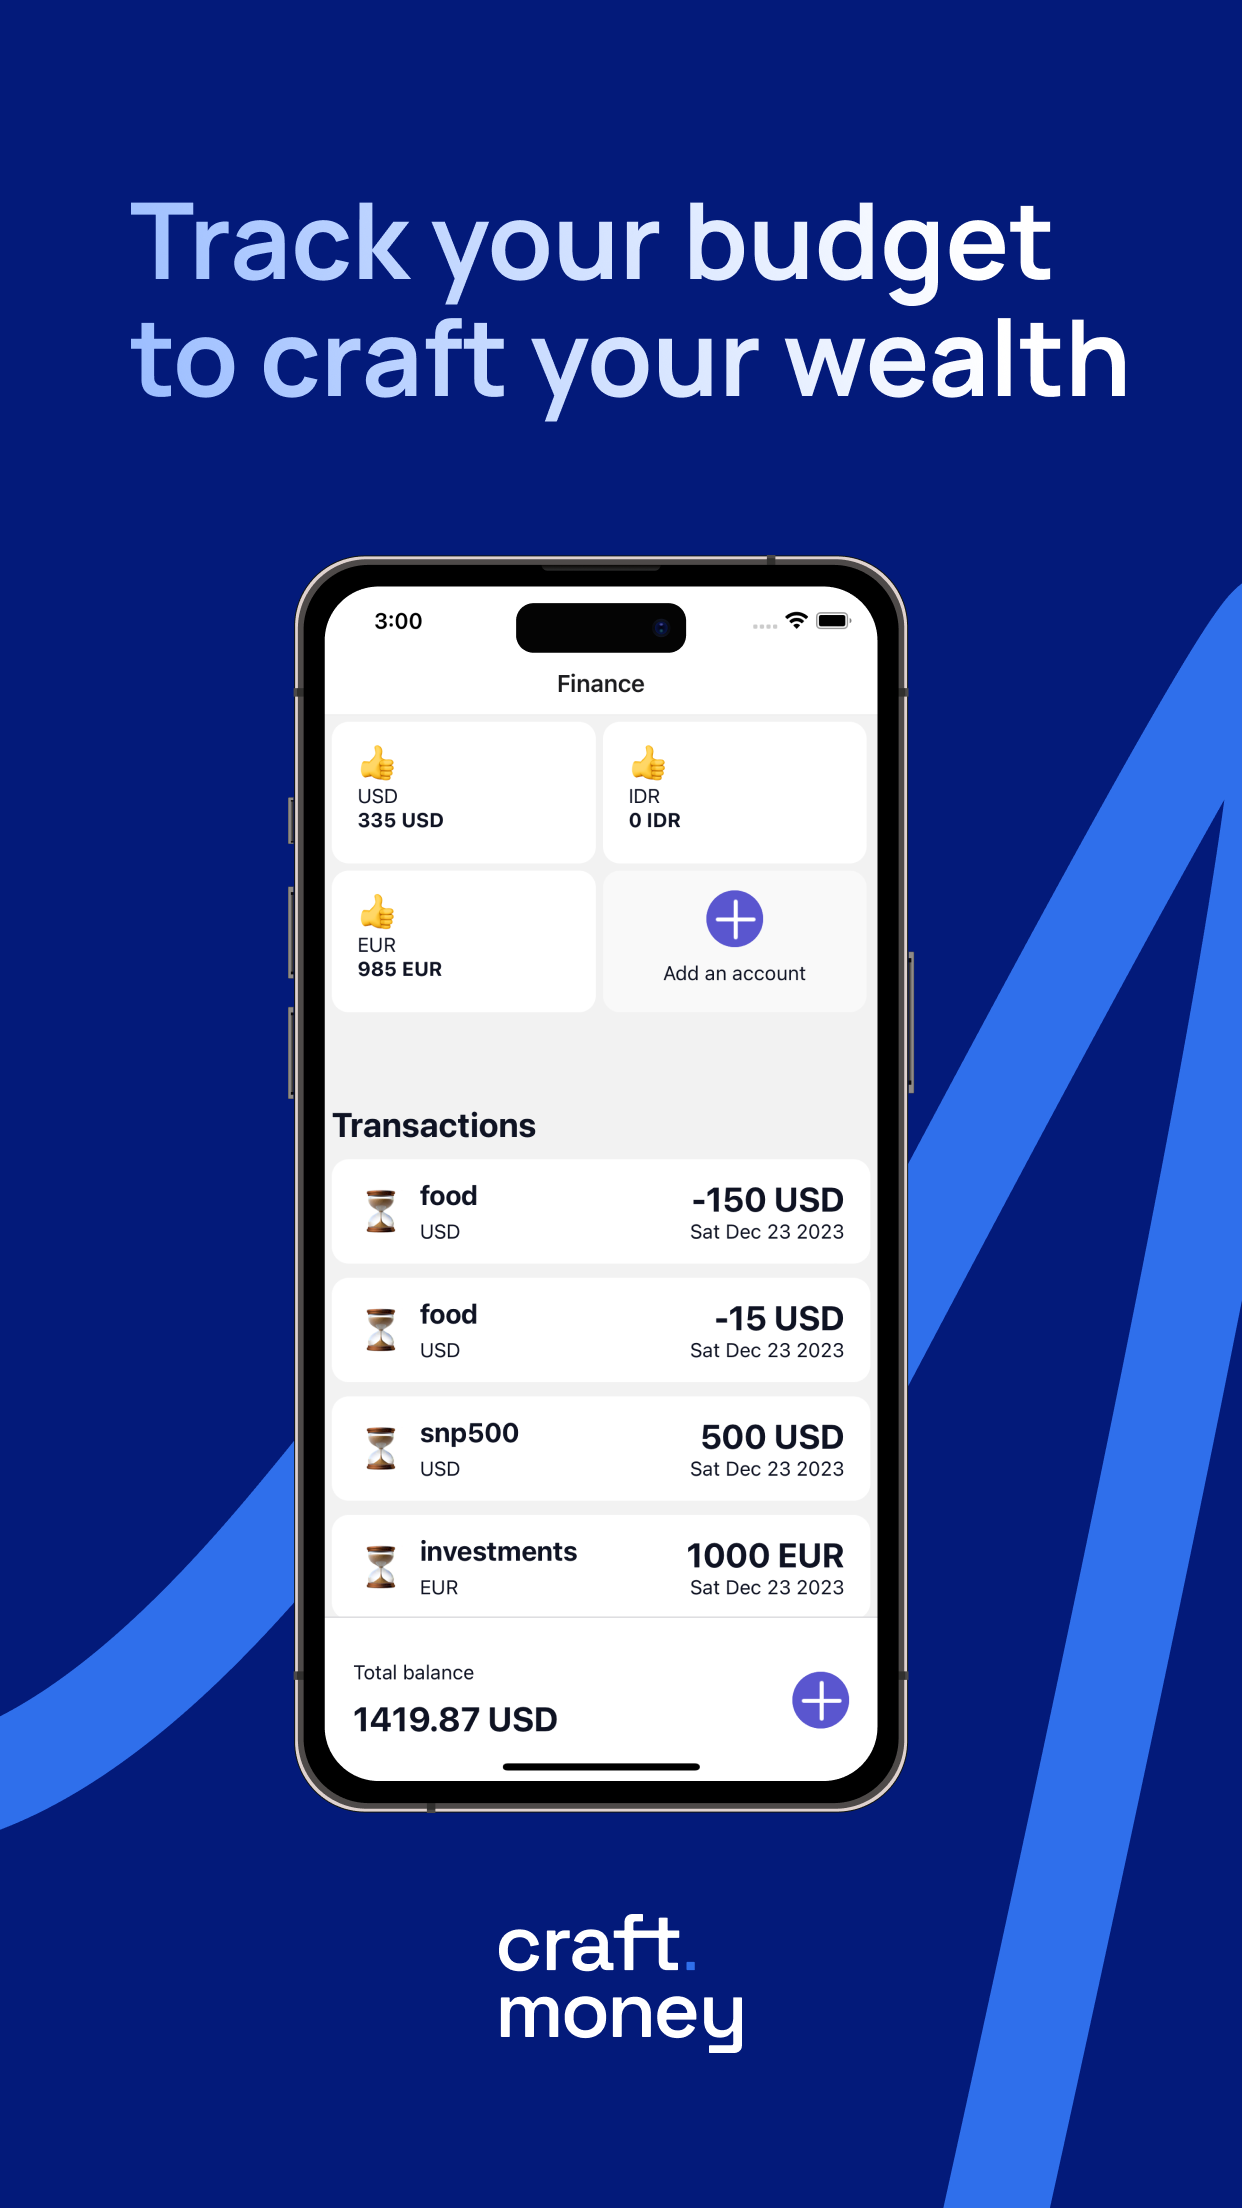 Track your budget
to craft your wealth
3:00
Finance
USD
335 USD
IDR
0 IDR
EUR
985 EUR
Add an account
Transactions
food
-150 USD
USD
Sat Dec 23 2023
food
-15 USD
USD
Sat Dec 23 2023
snp500
500 USD
USD
Sat Dec 23 2023
investments
1000 EUR
EUR
Sat Dec 23 2023
Total balance
1419.87 USD
craft.
money